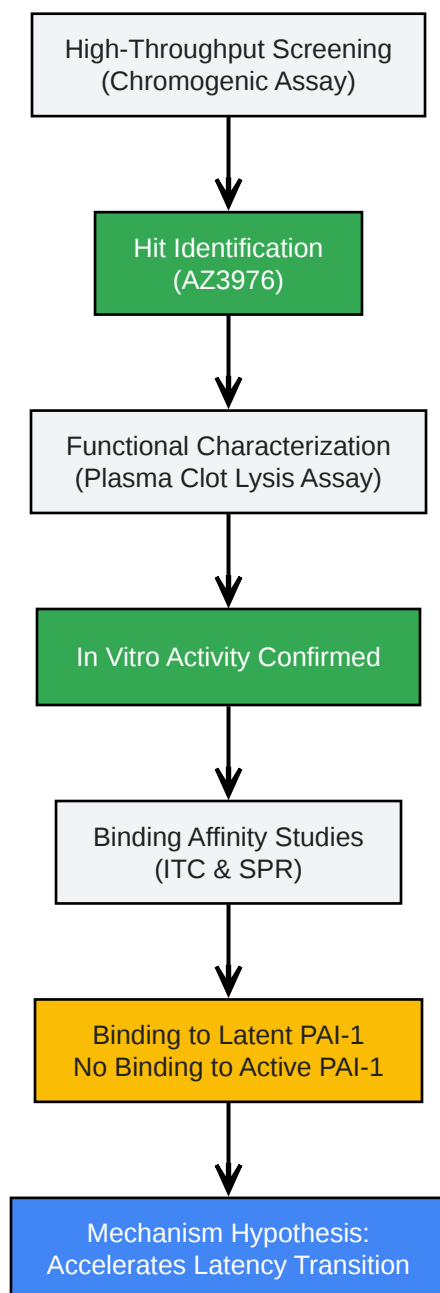 High-Throughput Screening
(Chromogenic Assay)
Hit Identification
(AZ3976)
Functional Characterization
(Plasma Clot Lysis Assay)
In Vitro Activity Confirmed
Binding Affinity Studies
(ITC & SPR)
Binding to Latent PAI-1
No Binding to Active PAI-1
Mechanism Hypothesis:
Accelerates Latency Transition